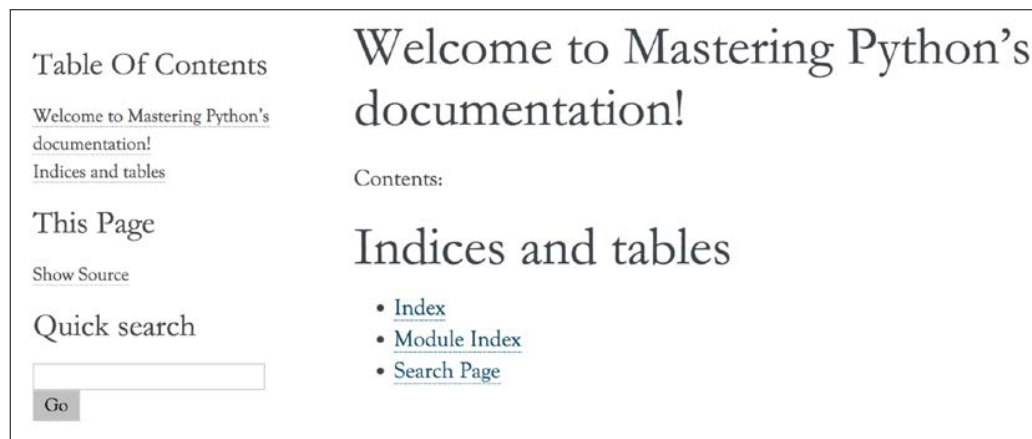 Table Of Contents
Welcome to Mastering Python's
documentation!
Indices and tables
This Page
Show Source
Quick search
Go
Welcome to Mastering Python's
documentation!
Contents:
Indices and tables
• Index
• Module Index
• Search Page